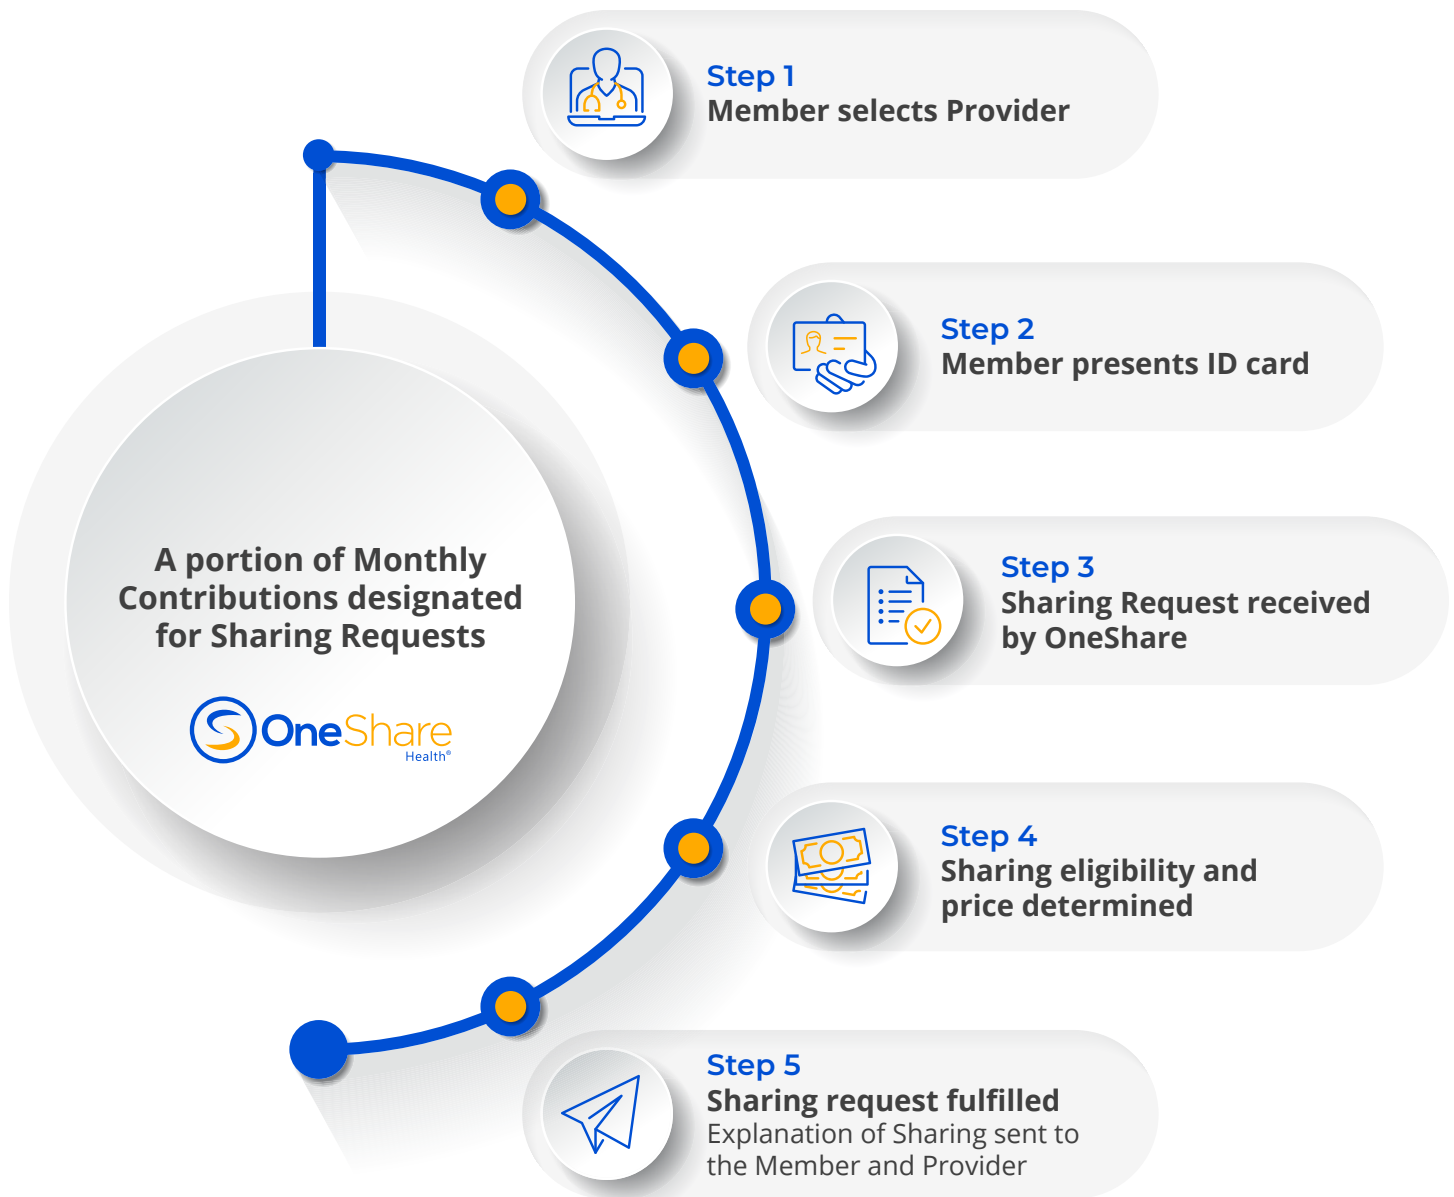 Step 1
Member selects Provider
Step 2
Member presents ID card
A portion of Monthly
Contributions designated
for Sharing Requests
OneShare
Health®
Step 3
Sharing Request received
by OneShare
Step 4
Sharing eligibility and
price determined
Step 5
Sharing request fulfilled
Explanation of Sharing sent to
the Member and Provider